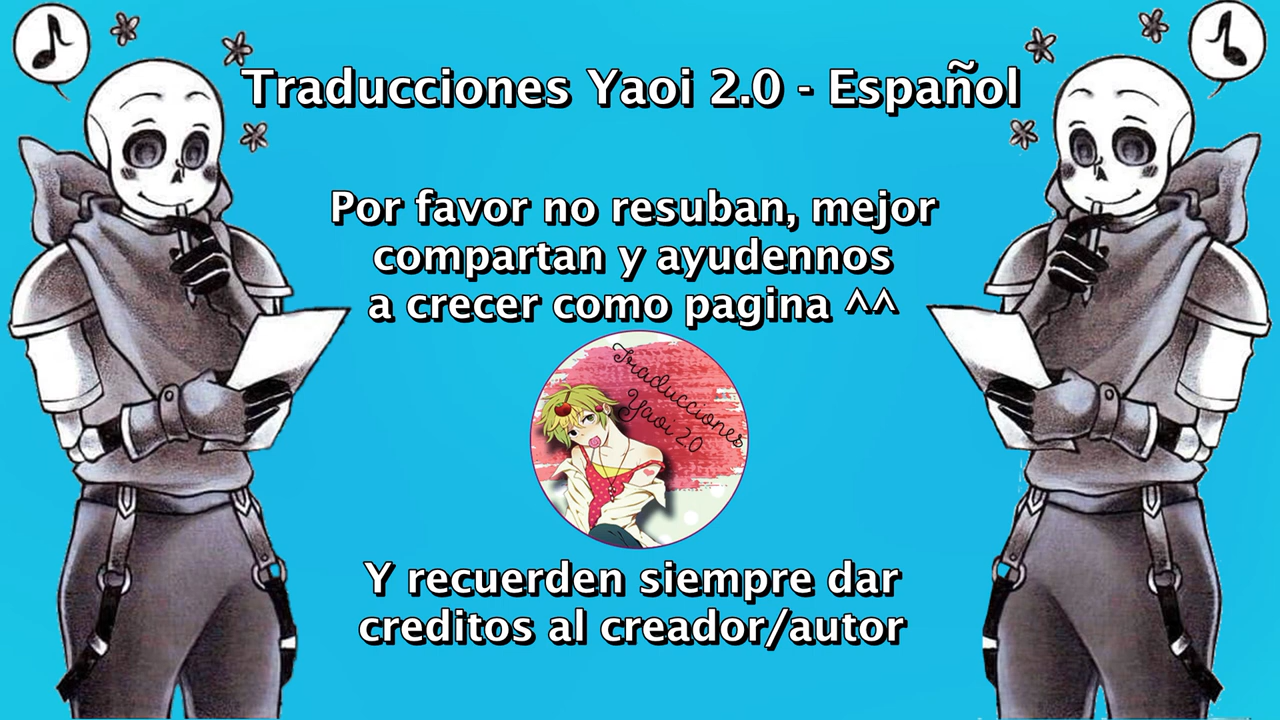 Traducciones Yaoi 2.0 - Español
Por favor no resuban, mejor
compartan y ayudennos
a crecer como pagina ^^
Traducciones
Yaoi 2.0
Y recuerden siempre dar
creditos al creador/autor